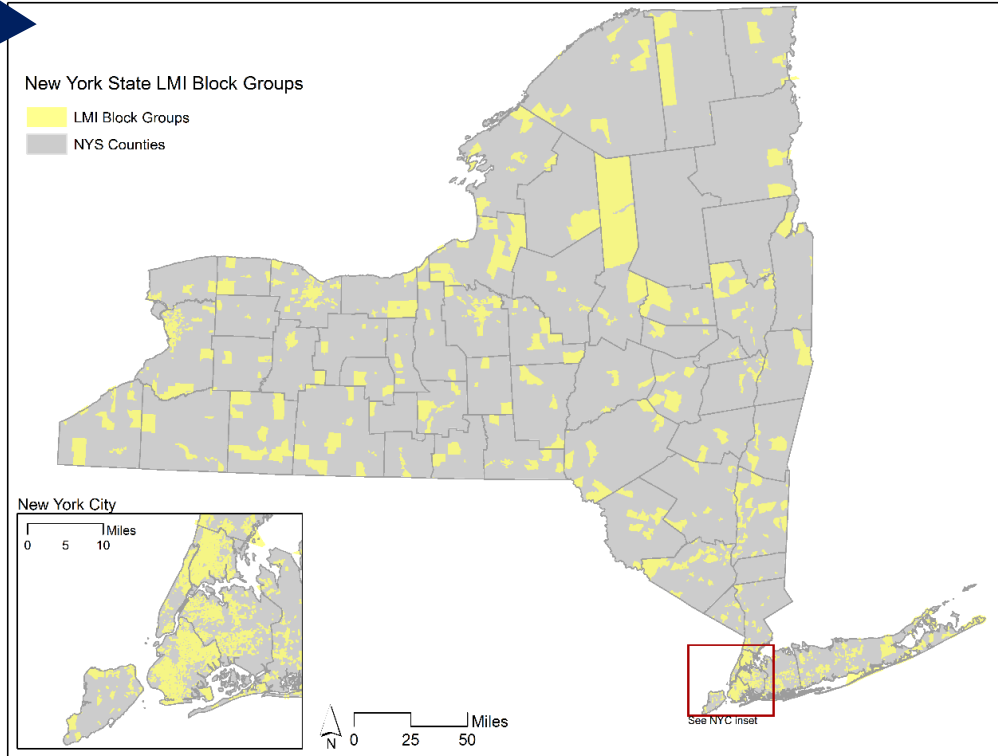 New York State LMI Block Groups
LMI Block Groups
NYS Counties
New York City
Miles
0 5 10
See NYC inset
Miles
N 0 25 50